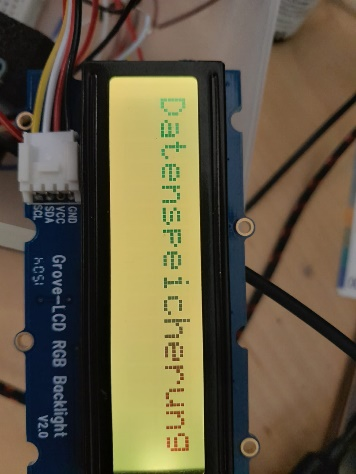 Datenspeicherung
GND
VCC
SDA
SCL
Grove-LCD RGB Backlight
V2.0